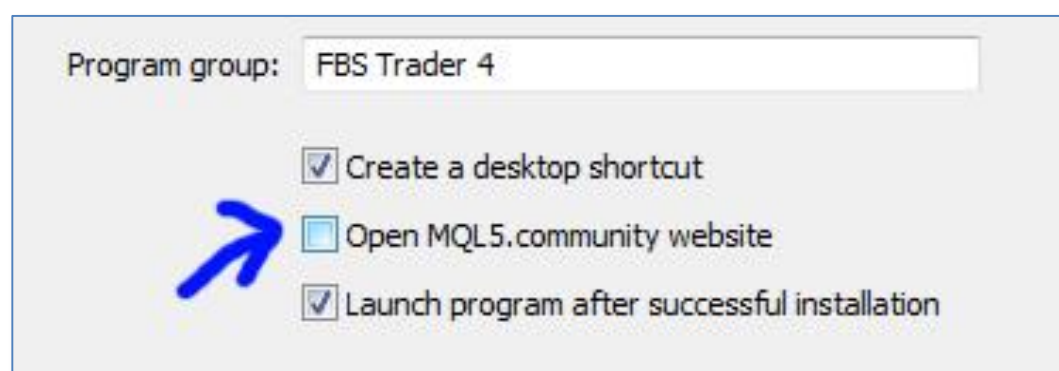 Program group: FBS Trader 4
Create a desktop shortcut
Open MQL5.community website
Launch program after successful installation